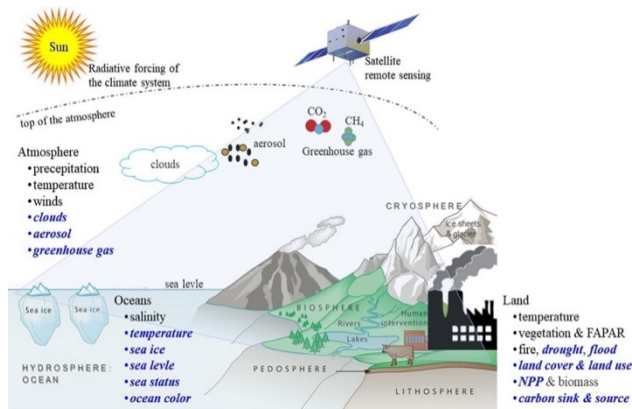 Sun
Satellite
remote sensing
Radiative forcing of
the climate system
top of the atmosphere
CO2
CH4
aerosol
Greenhouse gas
clouds
Atmosphere
•precipitation
•temperature
•winds
•clouds
•aerosol
•greenhouse gas
CRYOSPHERE
Ice sheets
& glacier
sea levle
Sea ice
Sea ice
Oceans
•salinity
•temperature
•sea ice
•sea levle
•sea status
•ocean color
HYDROSPHERE:
OCEAN
BIOSPHERE
Rivers
Lakes
Human
intervention
PEDOSPHERE
LITHOSPHERE
Land
•temperature
•vegetation & FAPAR
•fire, drought, flood
•land cover & land use
•NPP & biomass
•carbon sink & source